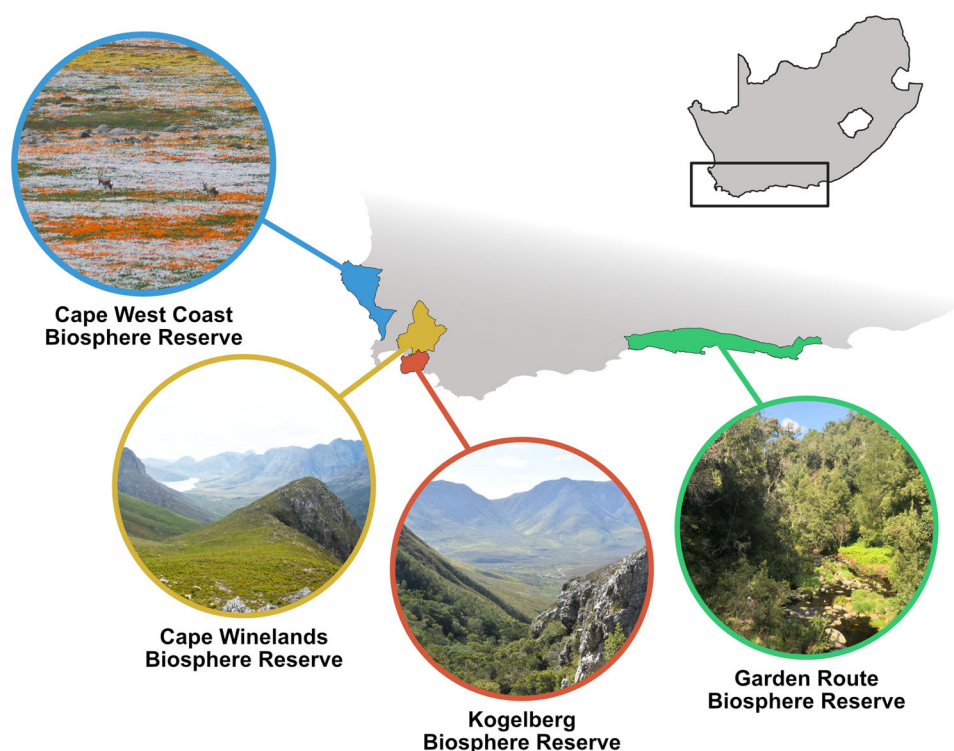 Cape West Coast
Biosphere Reserve
Cape Winelands
Biosphere Reserve
Kogelberg
Biosphere Reserve
Garden Route
Biosphere Reserve